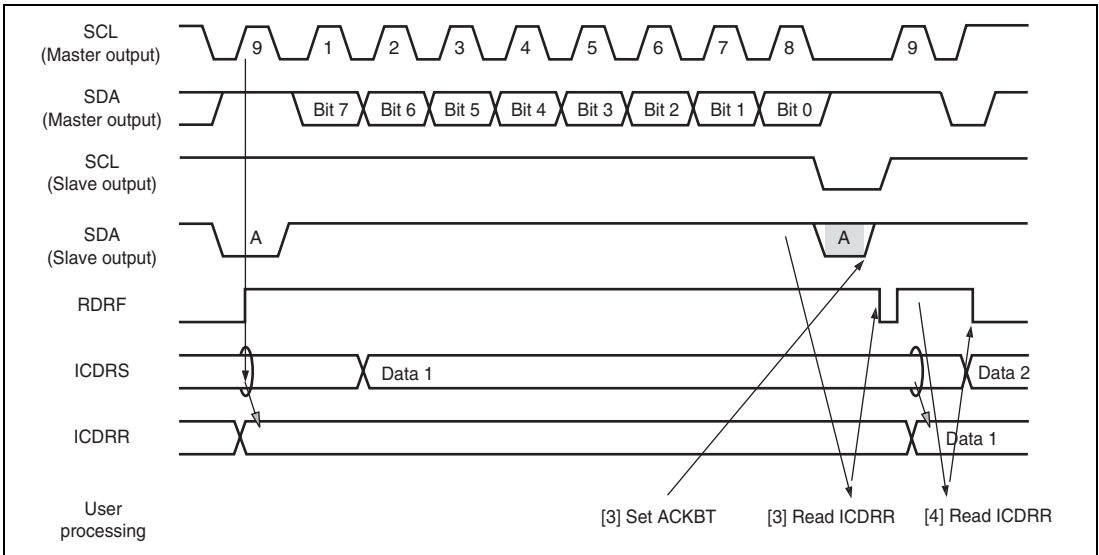 SCL
(Master output)
9 1 2 3 4 5 6 7 8 9
SDA
(Master output)
Bit 7 Bit 6 Bit 5 Bit 4 Bit 3 Bit 2 Bit 1 Bit 0
SCL
(Slave output)
SDA
(Slave output)
A A
RDRF
ICDRS
Data 1 Data 2
ICDRR
Data 1
User
processing
[3] Set ACKBT [3] Read ICDRR [4] Read ICDRR